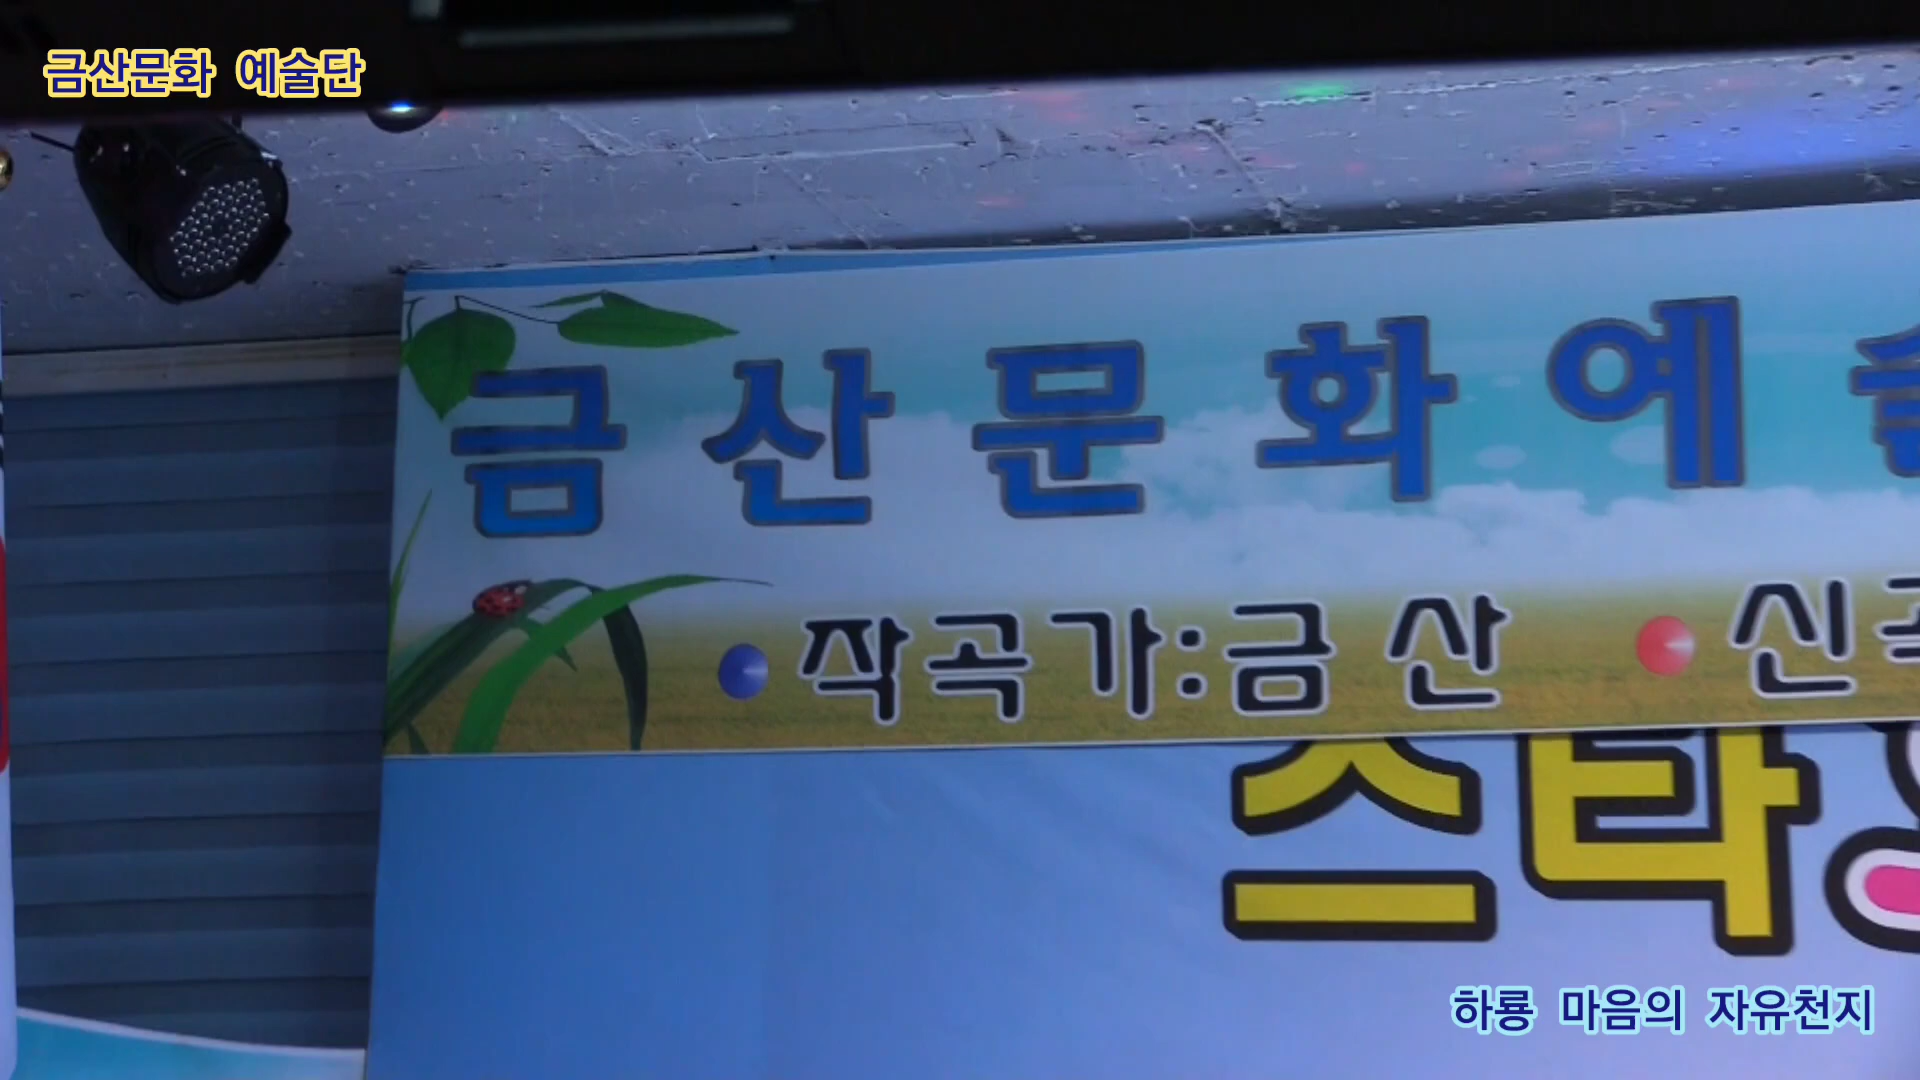 금산문화 예술단
금산문화예술
작곡가:금산 신곡
스타
하룡 마음의 자유천지